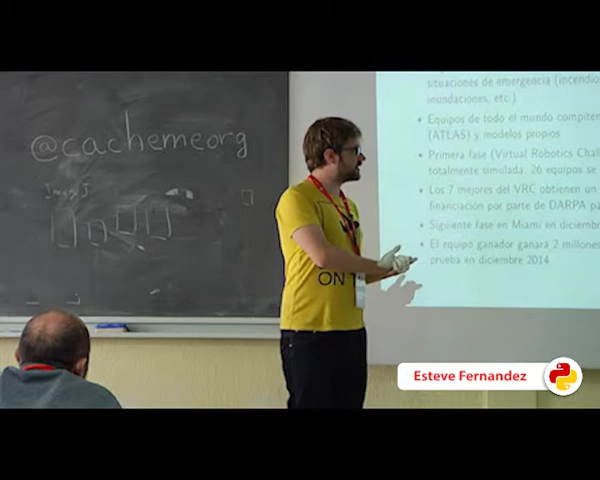 @cachemeorg
situaciones de emergencia (incendio
inundaciones, etc.)
• Equipos de todo el mundo compiten
(ATLAS) y modelos propios
• Primera fase (Virtual Robotics Chall
totalmente simulada. 26 equipos se
• Los 7 mejores del VRC obtienen un
financiación por parte de DARPA pa
• Siguiente fase en Miami en diciembr
• El equipo ganador ganará 2 millones
prueba en diciembre 2014
ON
Esteve Fernandez